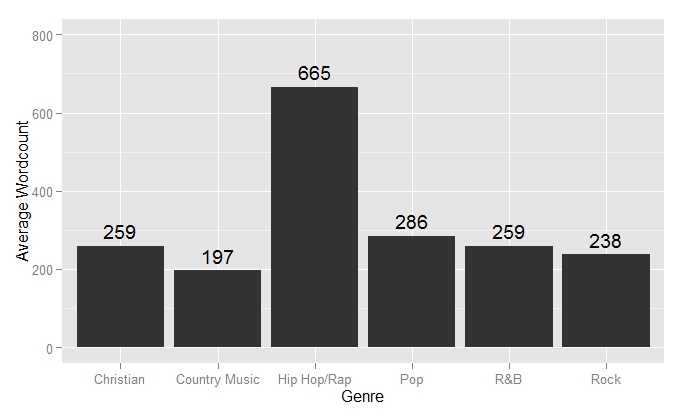 800
600
400
200
0
Average Wordcount
259
197
665
286
259
238
Christian
Country Music
Hip Hop/Rap
Pop
R&B
Rock
Genre